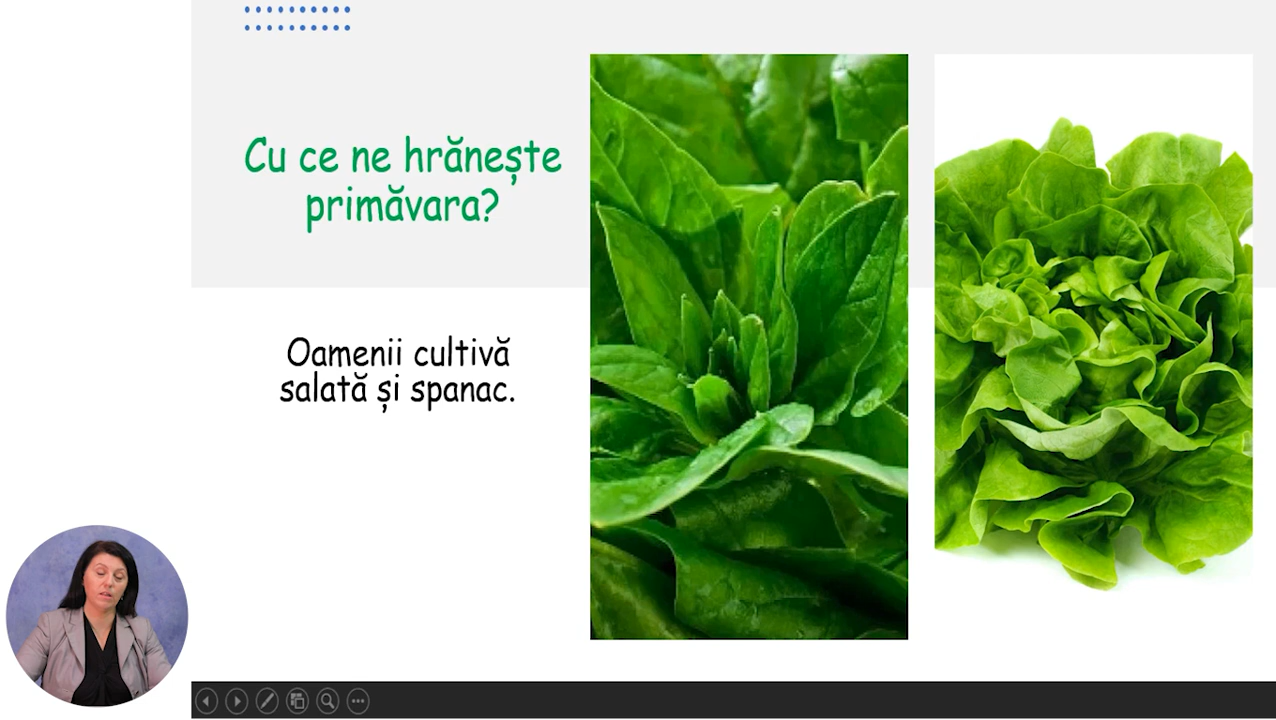 Cu ce ne hrănește
primăvara?
Oamenii cultivă
salată și spanac.